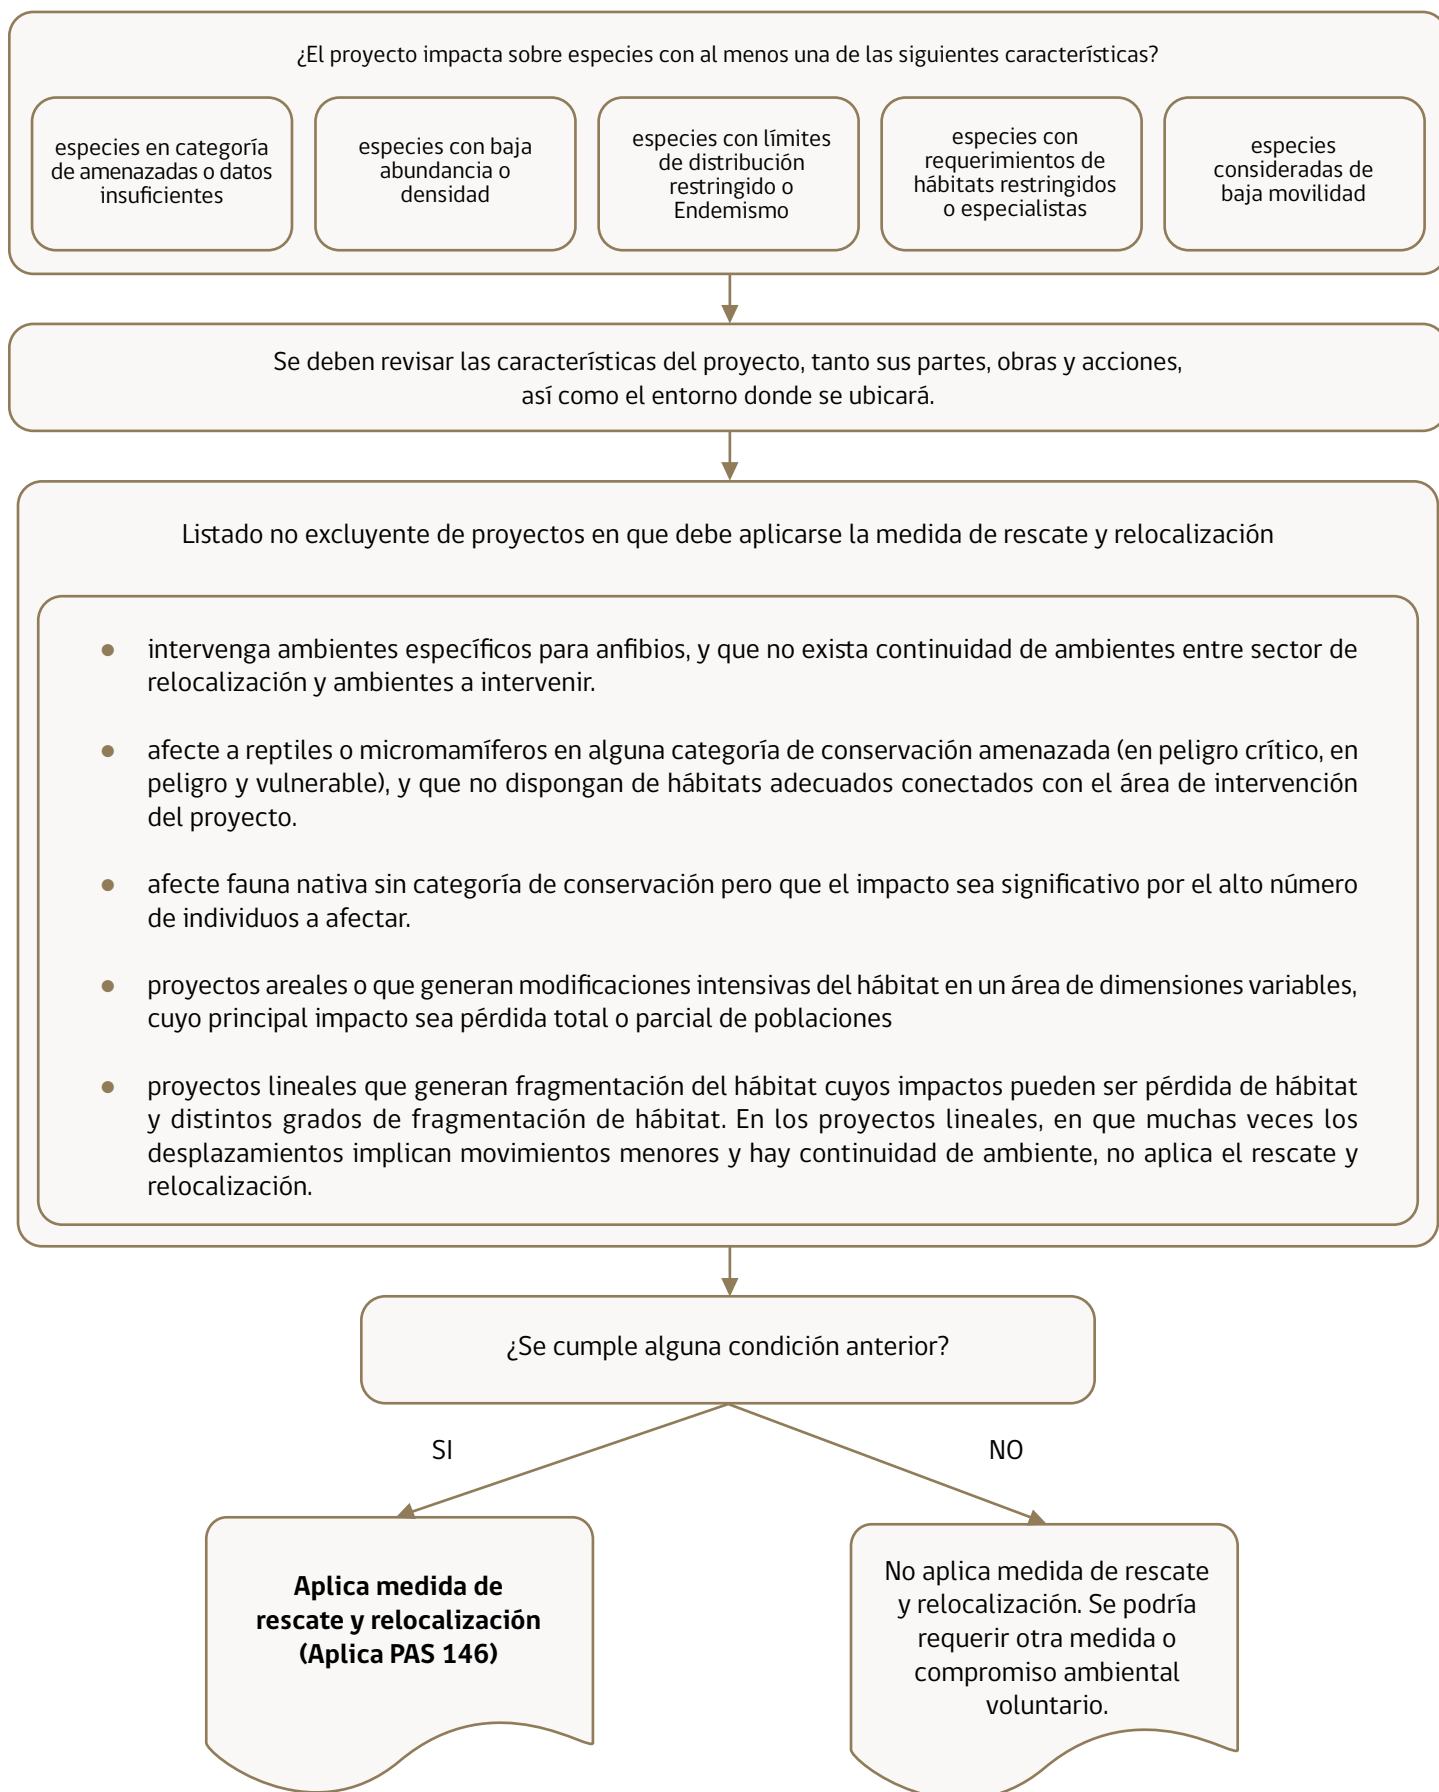 ¿El proyecto impacta sobre especies con al menos una de las siguientes características?
especies en categoría
de amenazadas o datos
insuficientes
especies con baja
abundancia o
densidad
especies con límites
de distribución
restringido o
Endemismo
especies con
requerimientos de
hábitats restringidos
o especialistas
especies
consideradas de
baja movilidad
Se deben revisar las características del proyecto, tanto sus partes, obras y acciones,
así como el entorno donde se ubicará.
Listado no excluyente de proyectos en que debe aplicarse la medida de rescate y relocalización
● intervenga ambientes específicos para anfibios, y que no exista continuidad de ambientes entre sector de
relocalización y ambientes a intervenir.
● afecte a reptiles o micromamíferos en alguna categoría de conservación amenazada (en peligro crítico, en
peligro y vulnerable), y que no dispongan de hábitats adecuados conectados con el área de intervención
del proyecto.
● afecte fauna nativa sin categoría de conservación pero que el impacto sea significativo por el alto número
de individuos a afectar.
● proyectos areales o que generan modificaciones intensivas del hábitat en un área de dimensiones variables,
cuyo principal impacto sea pérdida total o parcial de poblaciones
● proyectos lineales que generan fragmentación del hábitat cuyos impactos pueden ser pérdida de hábitat
y distintos grados de fragmentación de hábitat. En los proyectos lineales, en que muchas veces los
desplazamientos implican movimientos menores y hay continuidad de ambiente, no aplica el rescate y
relocalización.
¿Se cumple alguna condición anterior?
SI
NO
Aplica medida de
rescate y relocalización
(Aplica PAS 146)
No aplica medida de rescate
y relocalización. Se podría
requerir otra medida o
compromiso ambiental
voluntario.